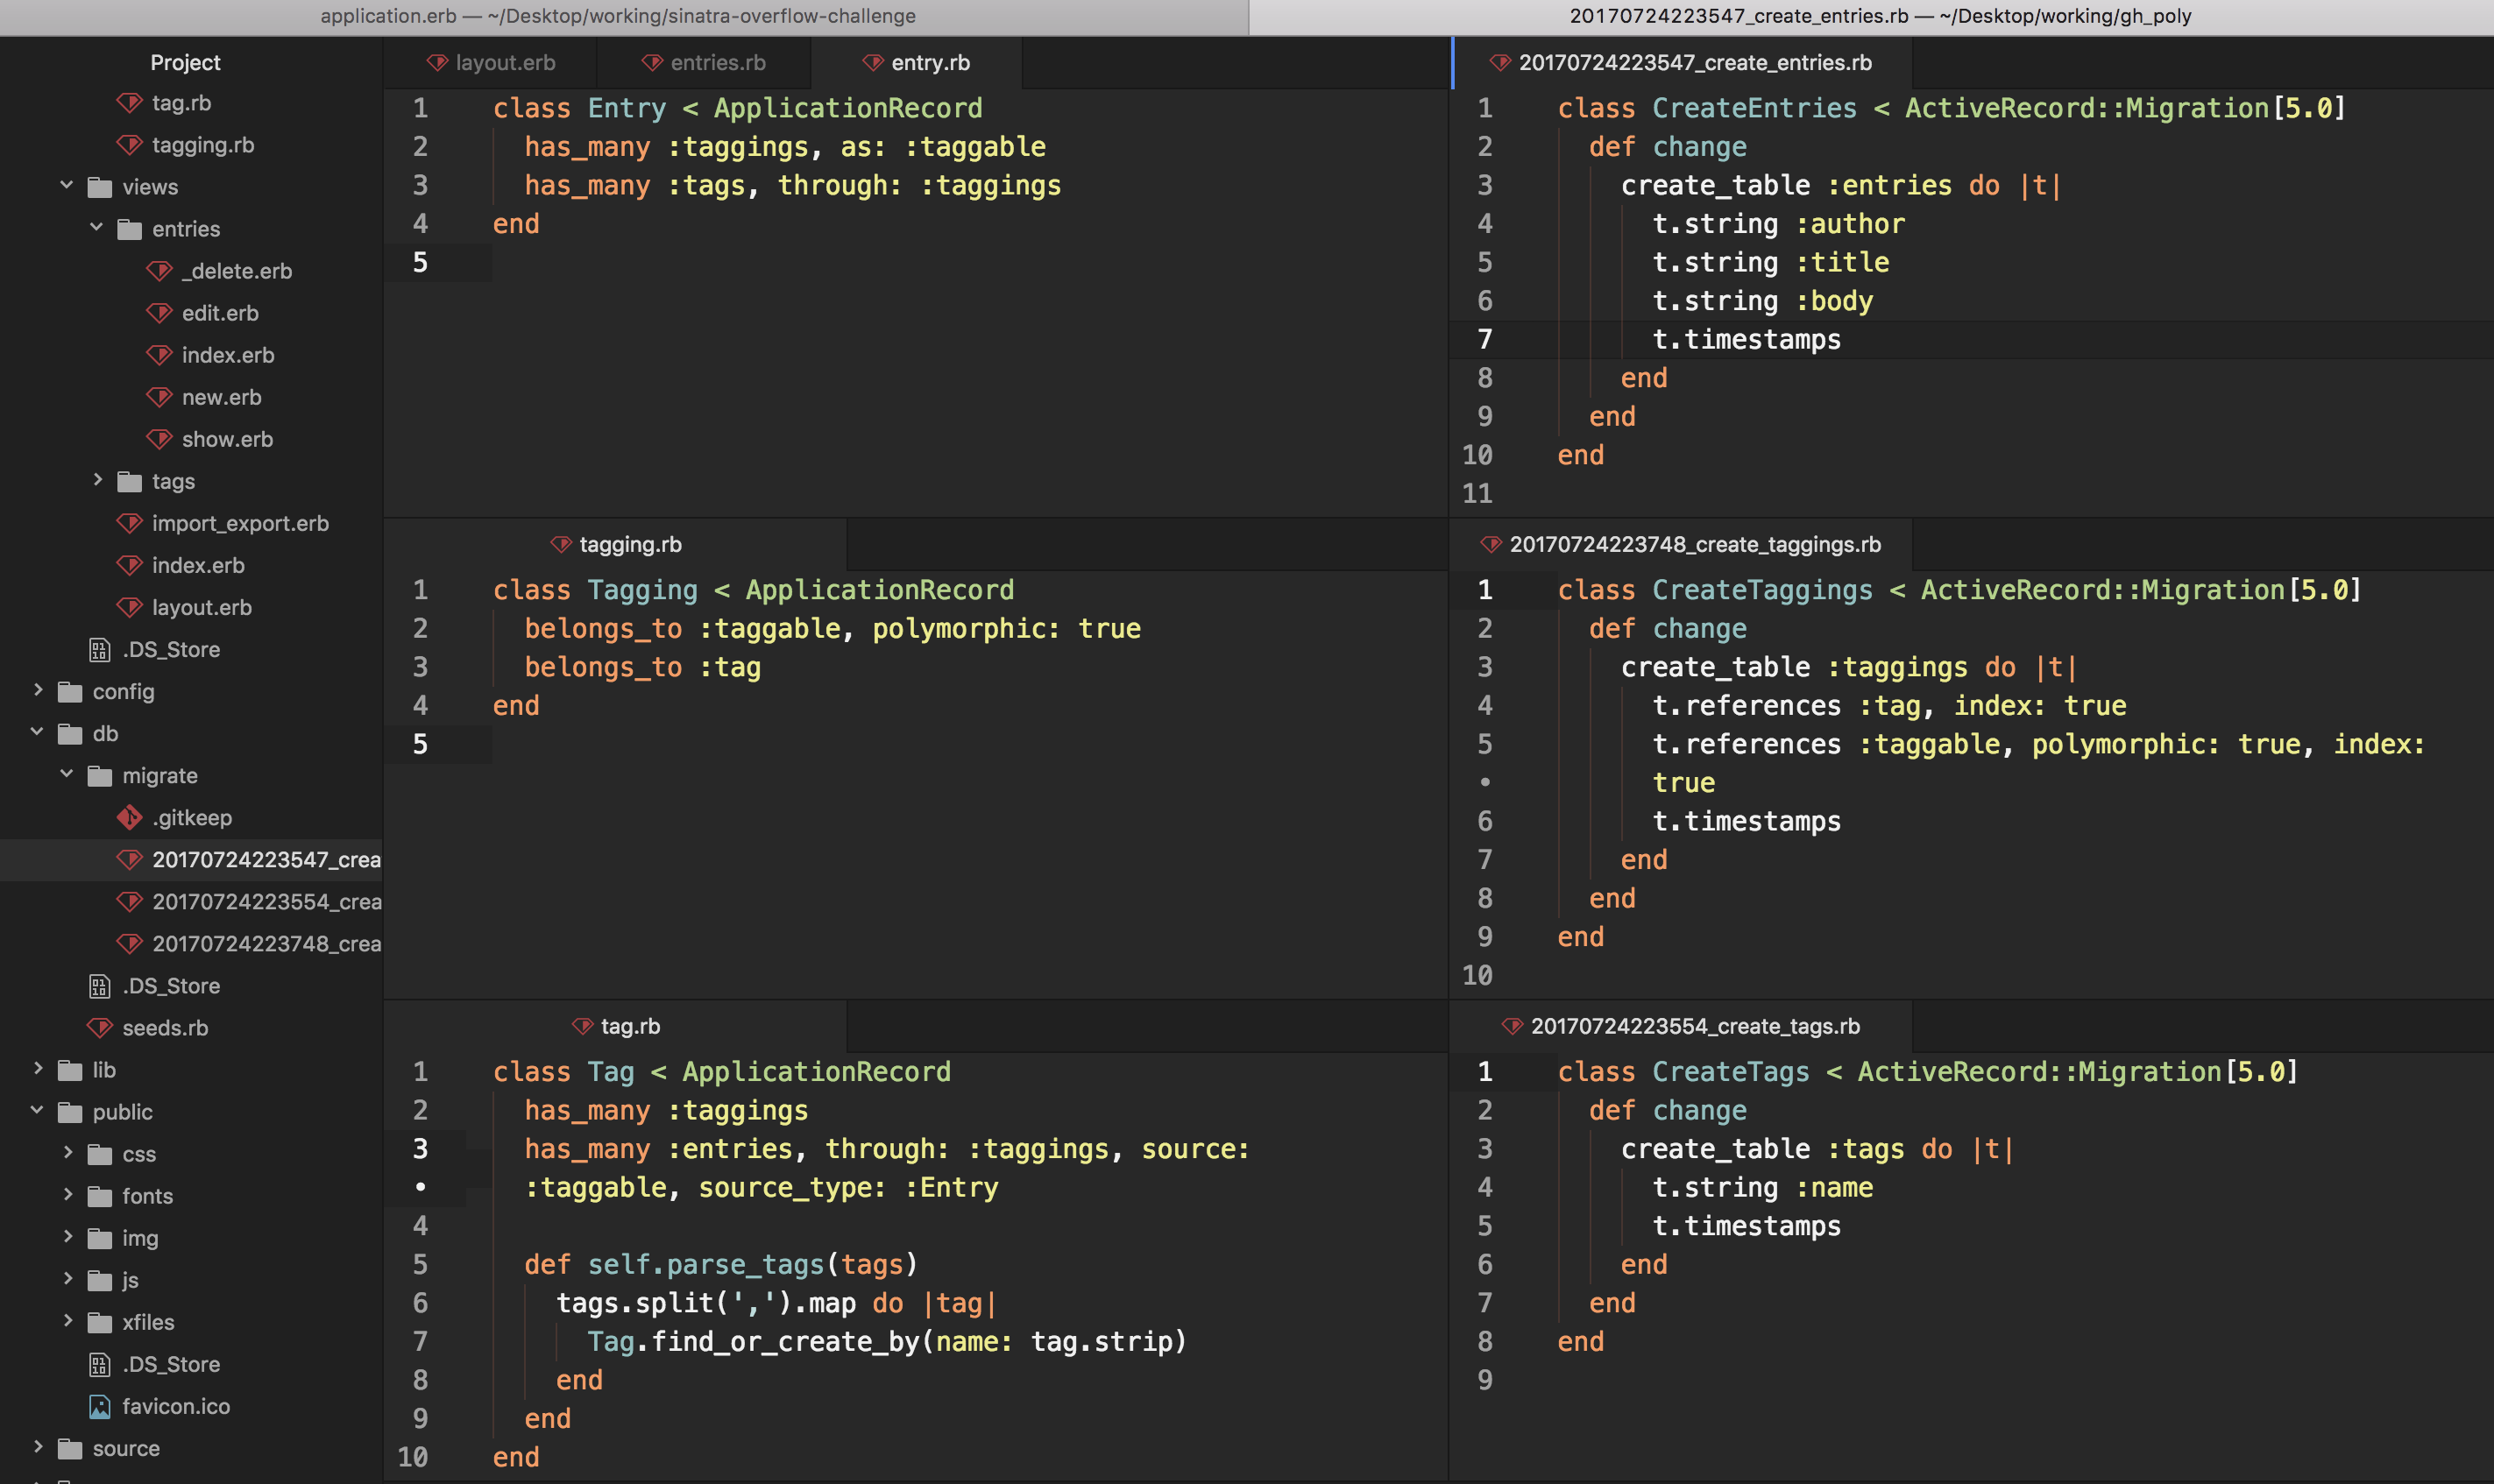 application.erb — ~/Desktop/working/sinatra-overflow-challenge
20170724223547_create_entries.rb — ~/Desktop/working/gh_poly
Project
tag.rb
tagging.rb
views
entries
_delete.erb
edit.erb
index.erb
new.erb
show.erb
tags
import_export.erb
index.erb
layout.erb
.DS_Store
config
db
migrate
.gitkeep
20170724223547_crea
20170724223554_crea
20170724223748_crea
.DS_Store
seeds.rb
lib
public
css
fonts
img
js
xfiles
.DS_Store
favicon.ico
source
layout.erb
entries.rb
entry.rb
1 class Entry < ApplicationRecord
2 has_many :taggings, as: :taggable
3 has_many :tags, through: :taggings
4 end
5
tagging.rb
1 class Tagging < ApplicationRecord
2 belongs_to :taggable, polymorphic: true
3 belongs_to :tag
4 end
5
tag.rb
1 class Tag < ApplicationRecord
2 has_many :taggings
3 has_many :entries, through: :taggings, source:
• :taggable, source_type: :Entry
4
5 def self.parse_tags(tags)
6 tags.split(',').map do |tag|
7 Tag.find_or_create_by(name: tag.strip)
8 end
9 end
10 end
20170724223547_create_entries.rb
1 class CreateEntries < ActiveRecord::Migration[5.0]
2 def change
3 create_table :entries do |t|
4 t.string :author
5 t.string :title
6 t.string :body
7 t.timestamps
8 end
9 end
10 end
11
20170724223748_create_taggings.rb
1 class CreateTaggings < ActiveRecord::Migration[5.0]
2 def change
3 create_table :taggings do |t|
4 t.references :tag, index: true
5 t.references :taggable, polymorphic: true, index:
• true
6 t.timestamps
7 end
8 end
9 end
10
20170724223554_create_tags.rb
1 class CreateTags < ActiveRecord::Migration[5.0]
2 def change
3 create_table :tags do |t|
4 t.string :name
5 t.timestamps
6 end
7 end
8 end
9